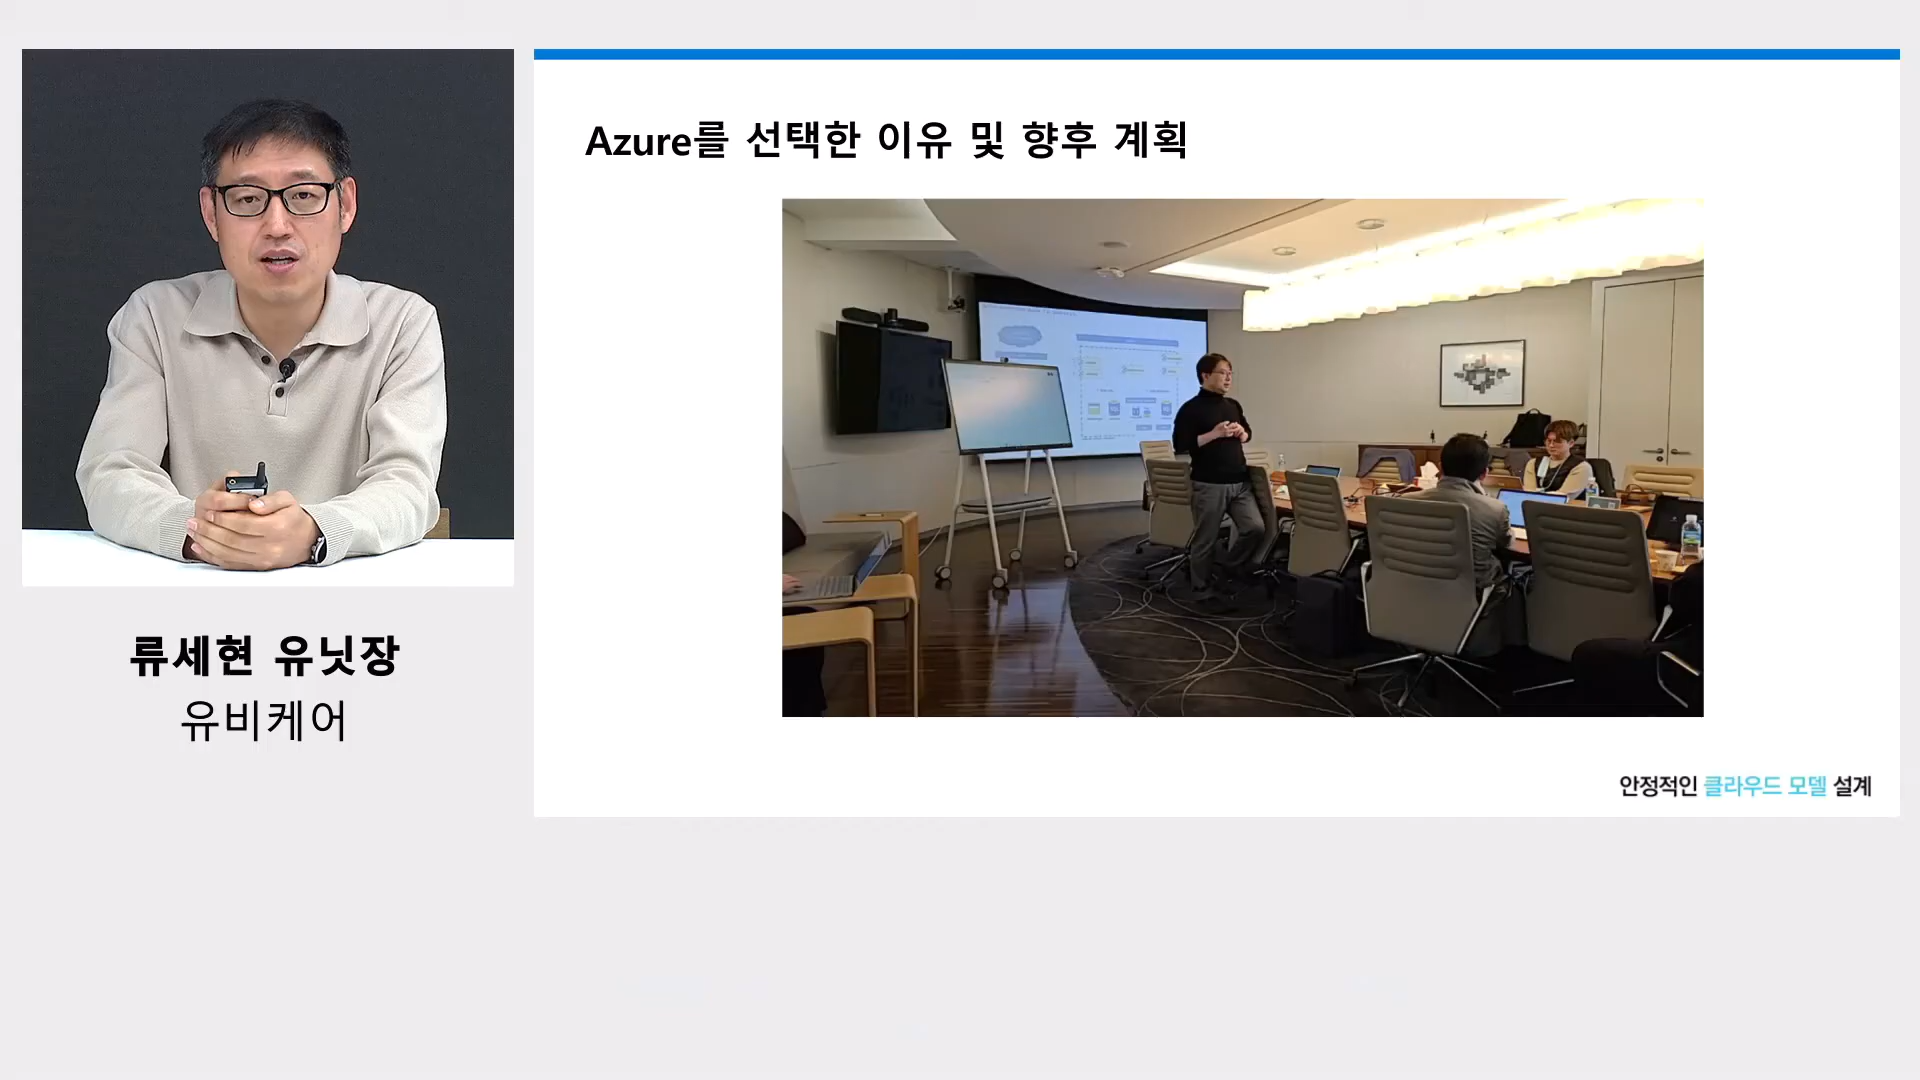 Azure를 선택한 이유 및 향후 계획
안정적인 클라우드 모델 설계
류세현 유닛장
유비케어